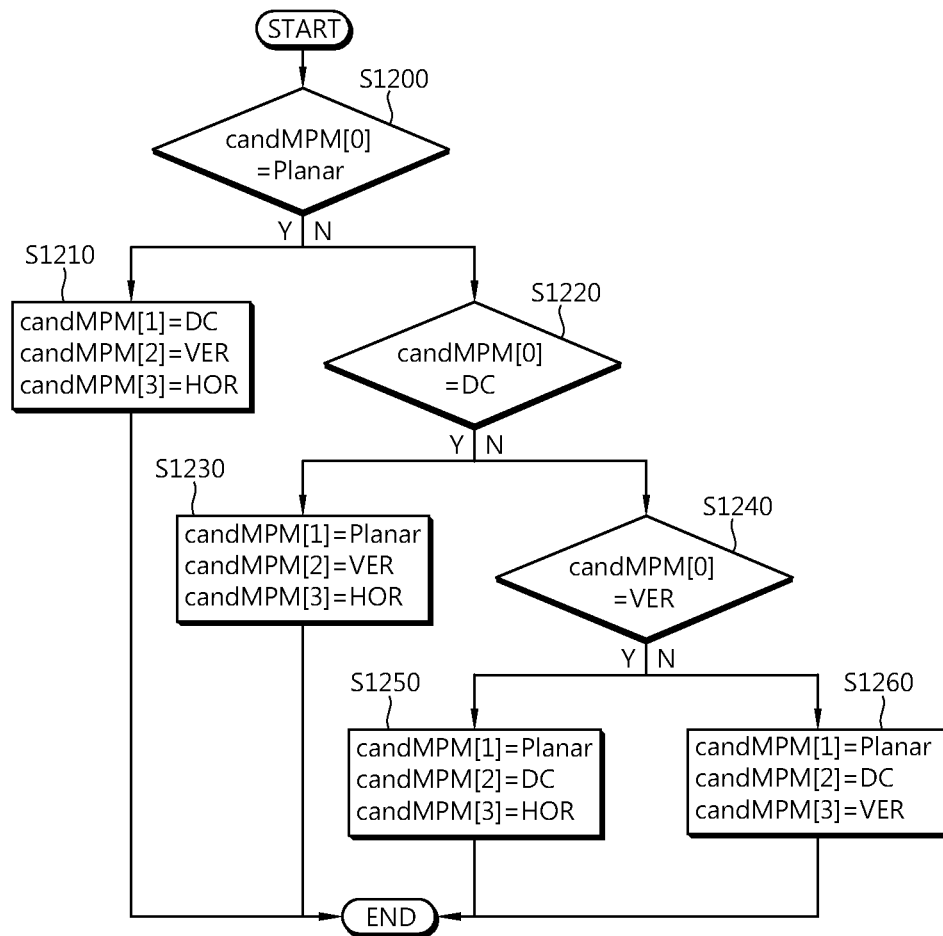 START
S1200
candMPM[0]
=Planar
Y N
S1210
candMPM[1]=DC
candMPM[2]=VER
candMPM[3]=HOR
S1220
candMPM[0]
=DC
Y N
S1230
candMPM[1]=Planar
candMPM[2]=VER
candMPM[3]=HOR
S1240
candMPM[0]
=VER
Y N
S1250
candMPM[1]=Planar
candMPM[2]=DC
candMPM[3]=HOR
S1260
candMPM[1]=Planar
candMPM[2]=DC
candMPM[3]=VER
END